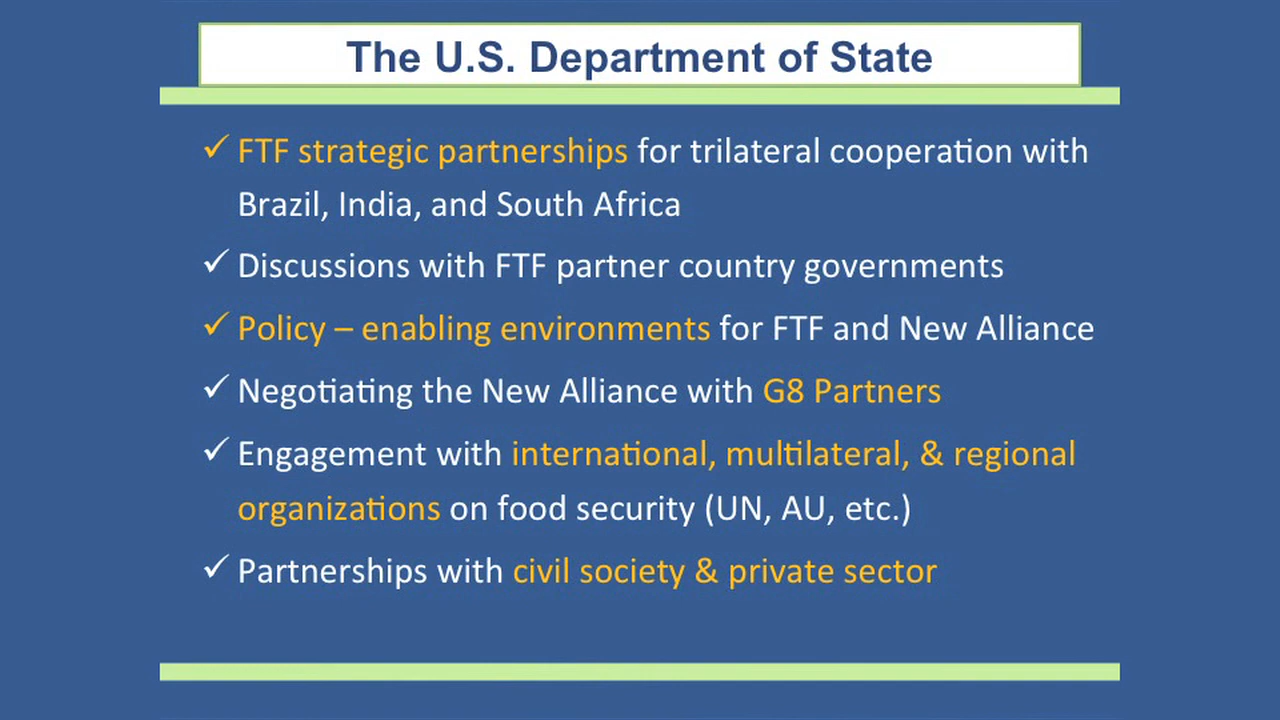 The U.S. Department of State
✓ FTF strategic partnerships for trilateral cooperation with
Brazil, India, and South Africa
✓ Discussions with FTF partner country governments
✓ Policy – enabling environments for FTF and New Alliance
✓ Negotiating the New Alliance with G8 Partners
✓ Engagement with international, multilateral, & regional
organizations on food security (UN, AU, etc.)
✓ Partnerships with civil society & private sector